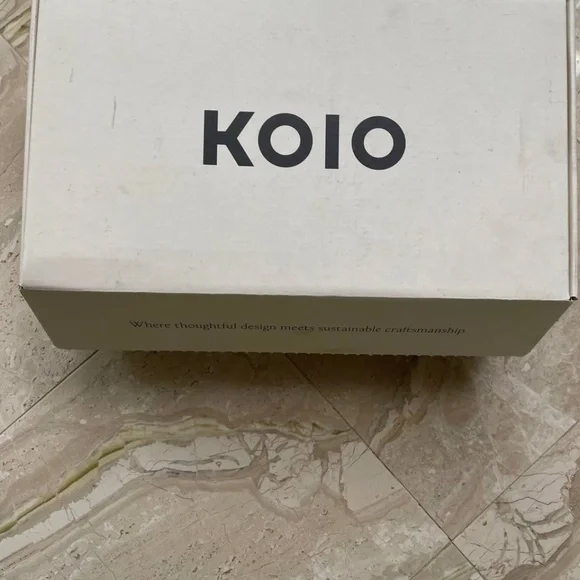 KOIO
Where thoughtful design meets sustainable craftsmanship.